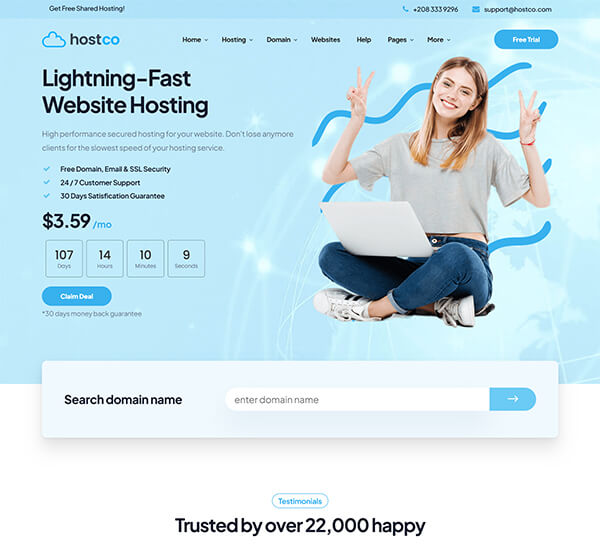 Get Free Shared Hosting!
+208 333 9296
support@hostco.com
hostco
Home
Hosting
Domain
Websites
Help
Pages
More
Free Trial
Lightning-Fast
Website Hosting
High performance secured hosting for your website. Don't lose anymore
clients for the slowest speed of your hosting service.
Free Domain, Email & SSL Security
24 / 7 Customer Support
30 Days Satisfication Guarantee
$3.59 /mo
107
Days
14
Hours
10
Minutes
9
Seconds
Claim Deal
*30 days money back guarantee
Search domain name
enter domain name
Testimonials
Trusted by over 22,000 happy